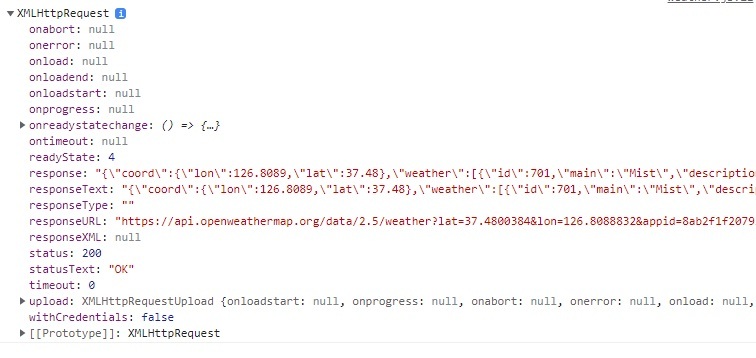 XMLHttpRequest i
onabort: null
onerror: null
onload: null
onloadend: null
onloadstart: null
onprogress: null
onreadystatechange: () => {…}
ontimeout: null
readyState: 4
response: "{\"coord\":{\"lon\":126.8089,\"lat\":37.48},\"weather\":[{\"id\":701,\"main\":\"Mist\",\"descriptio
responseText: "{\"coord\":{\"lon\":126.8089,\"lat\":37.48},\"weather\":[{\"id\":701,\"main\":\"Mist\",\"descri
responseType: ""
responseURL: "https://api.openweathermap.org/data/2.5/weather?lat=37.4800384&lon=126.8088832&appid=8ab2f1f2079
responseXML: null
status: 200
statusText: "OK"
timeout: 0
upload: XMLHttpRequestUpload {onloadstart: null, onprogress: null, onabort: null, onerror: null, onload: null,
withCredentials: false
[[Prototype]]: XMLHttpRequest